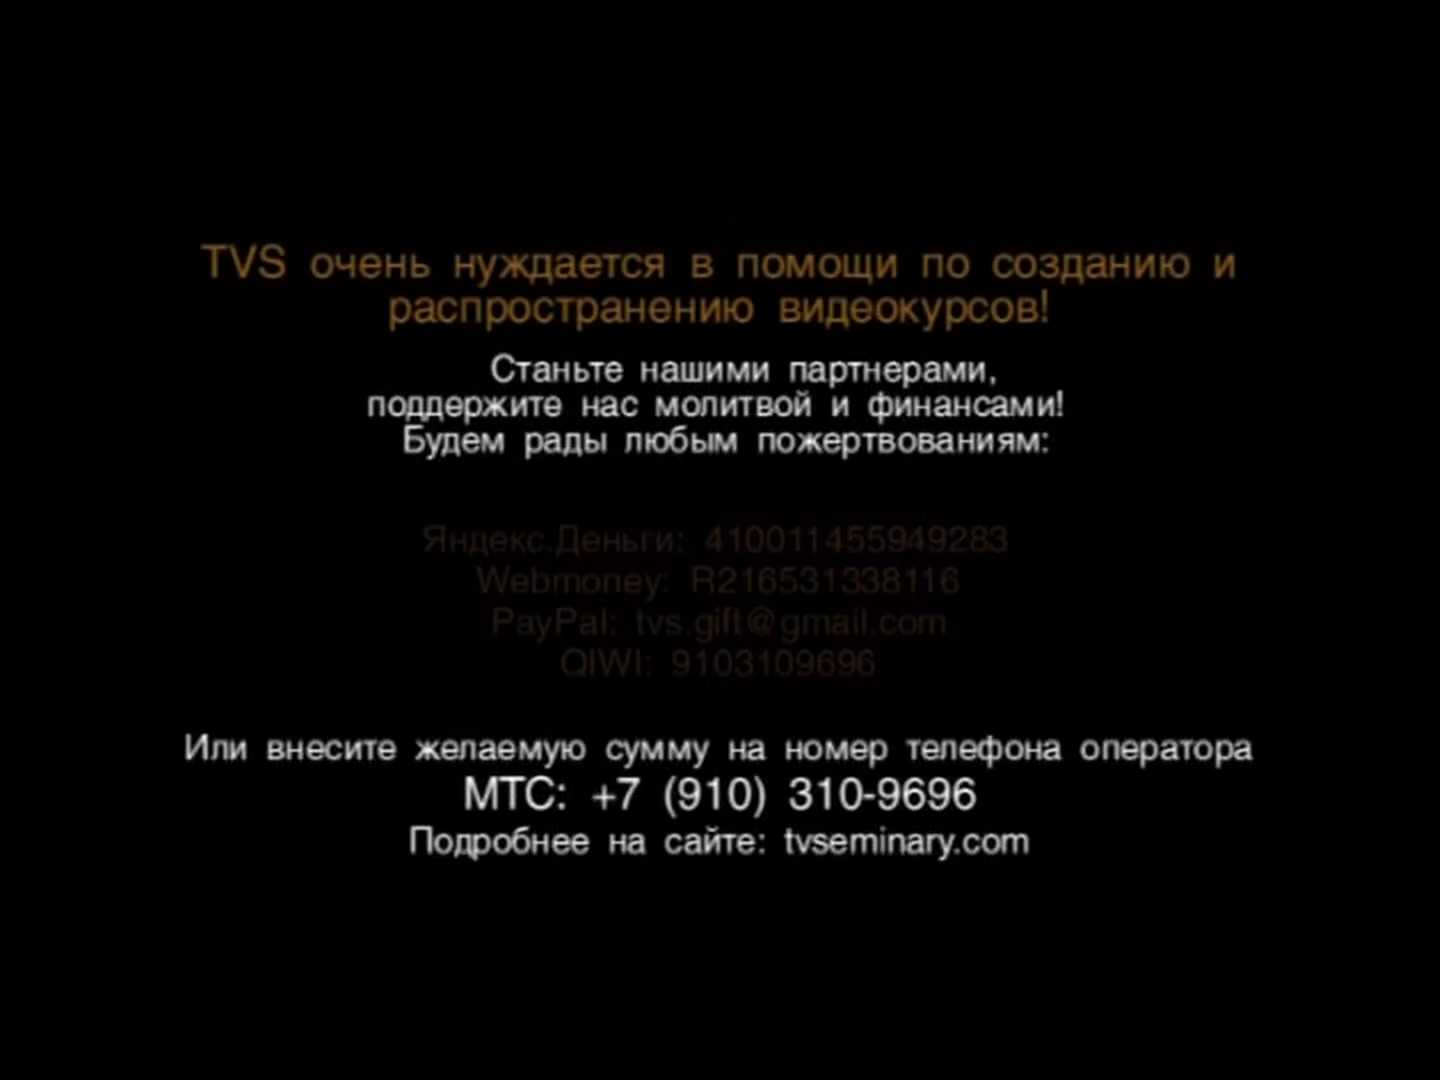 TVS очень нуждается в помощи по созданию и
распространению видеокурсов!
Станьте нашими партнерами,
поддержите нас молитвой и финансами!
Будем рады любым пожертвованиям:
Яндекс.Деньги: 410011455949283
Webmoney: R216531338116
PayPal: tvs.gift@gmail.com
QIWI: 9103109696
Или внесите желаемую сумму на номер телефона оператора
МТС: +7 (910) 310-9696
Подробнее на сайте: tvseminary.com